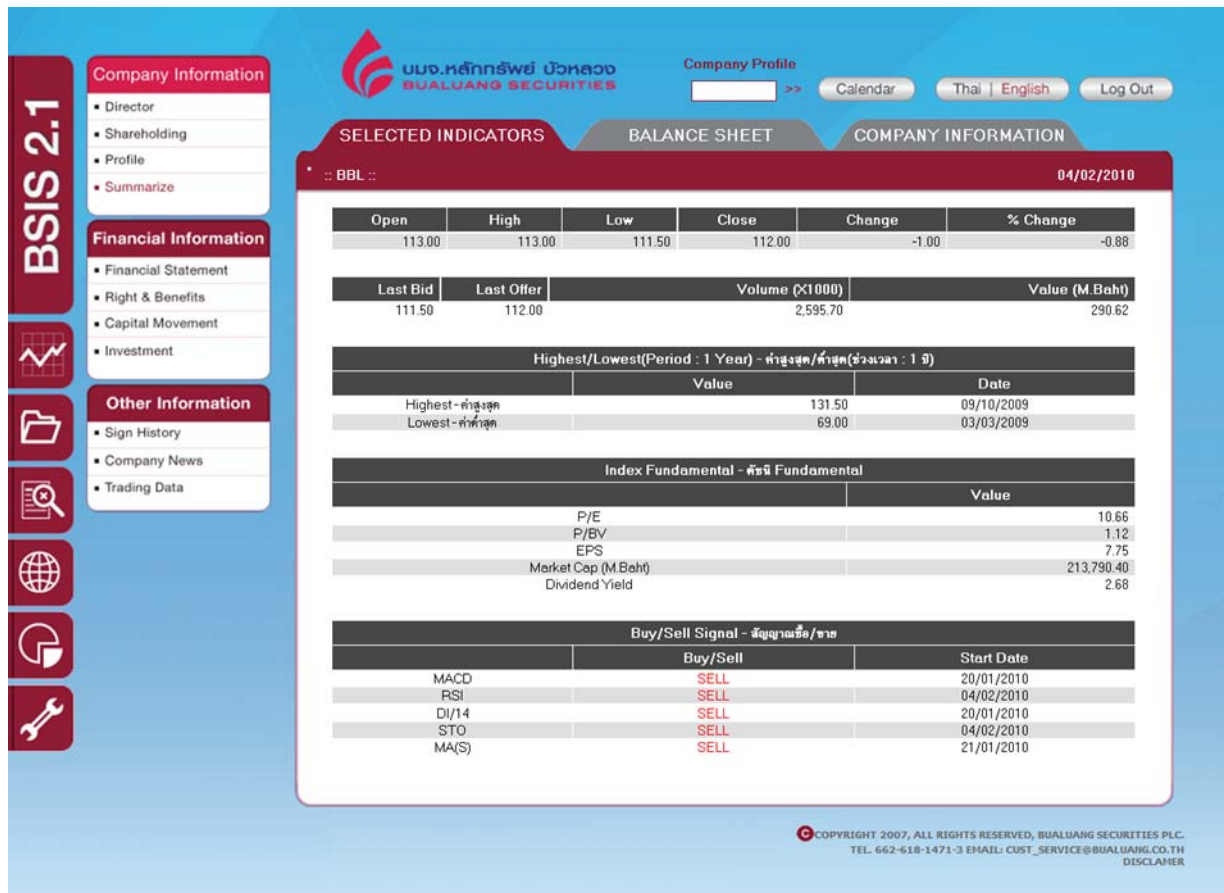 BSIS 2.1
Company Information
▪ Director
▪ Shareholding
▪ Profile
▪ Summarize
Financial Information
▪ Financial Statement
▪ Right & Benefits
▪ Capital Movement
▪ Investment
Other Information
▪ Sign History
▪ Company News
▪ Trading Data
บมจ.หลักทรัพย์ บัวหลวง
BUALUANG SECURITIES
Company Profile
>> Calendar Thai | English Log Out
SELECTED INDICATORS BALANCE SHEET COMPANY INFORMATION
:: BBL :: 04/02/2010
Open High Low Close Change % Change
113.00 113.00 111.50 112.00 -1.00 -0.88
Last Bid Last Offer Volume (X1000) Value (M.Baht)
111.50 112.00 2,595.70 290.62
Highest/Lowest(Period : 1 Year) - ค่าสูงสุด/ต่ำสุด(ช่วงเวลา : 1 ปี)
Value Date
Highest - ค่าสูงสุด 131.50 09/10/2009
Lowest - ค่าต่ำสุด 69.00 03/03/2009
Index Fundamental - ดัชนี Fundamental
Value
P/E 10.66
P/BV 1.12
EPS 7.75
Market Cap (M.Baht) 213,790.40
Dividend Yield 2.68
Buy/Sell Signal - สัญญาณซื้อ/ขาย
Buy/Sell Start Date
MACD SELL 20/01/2010
RSI SELL 04/02/2010
DI/14 SELL 20/01/2010
STO SELL 04/02/2010
MA(S) SELL 21/01/2010
COPYRIGHT 2007, ALL RIGHTS RESERVED, BUALUANG SECURITIES PLC.
TEL. 662-618-1471-3 EMAIL: CUST_SERVICE@BUALUANG.CO.TH
DISCLAMER